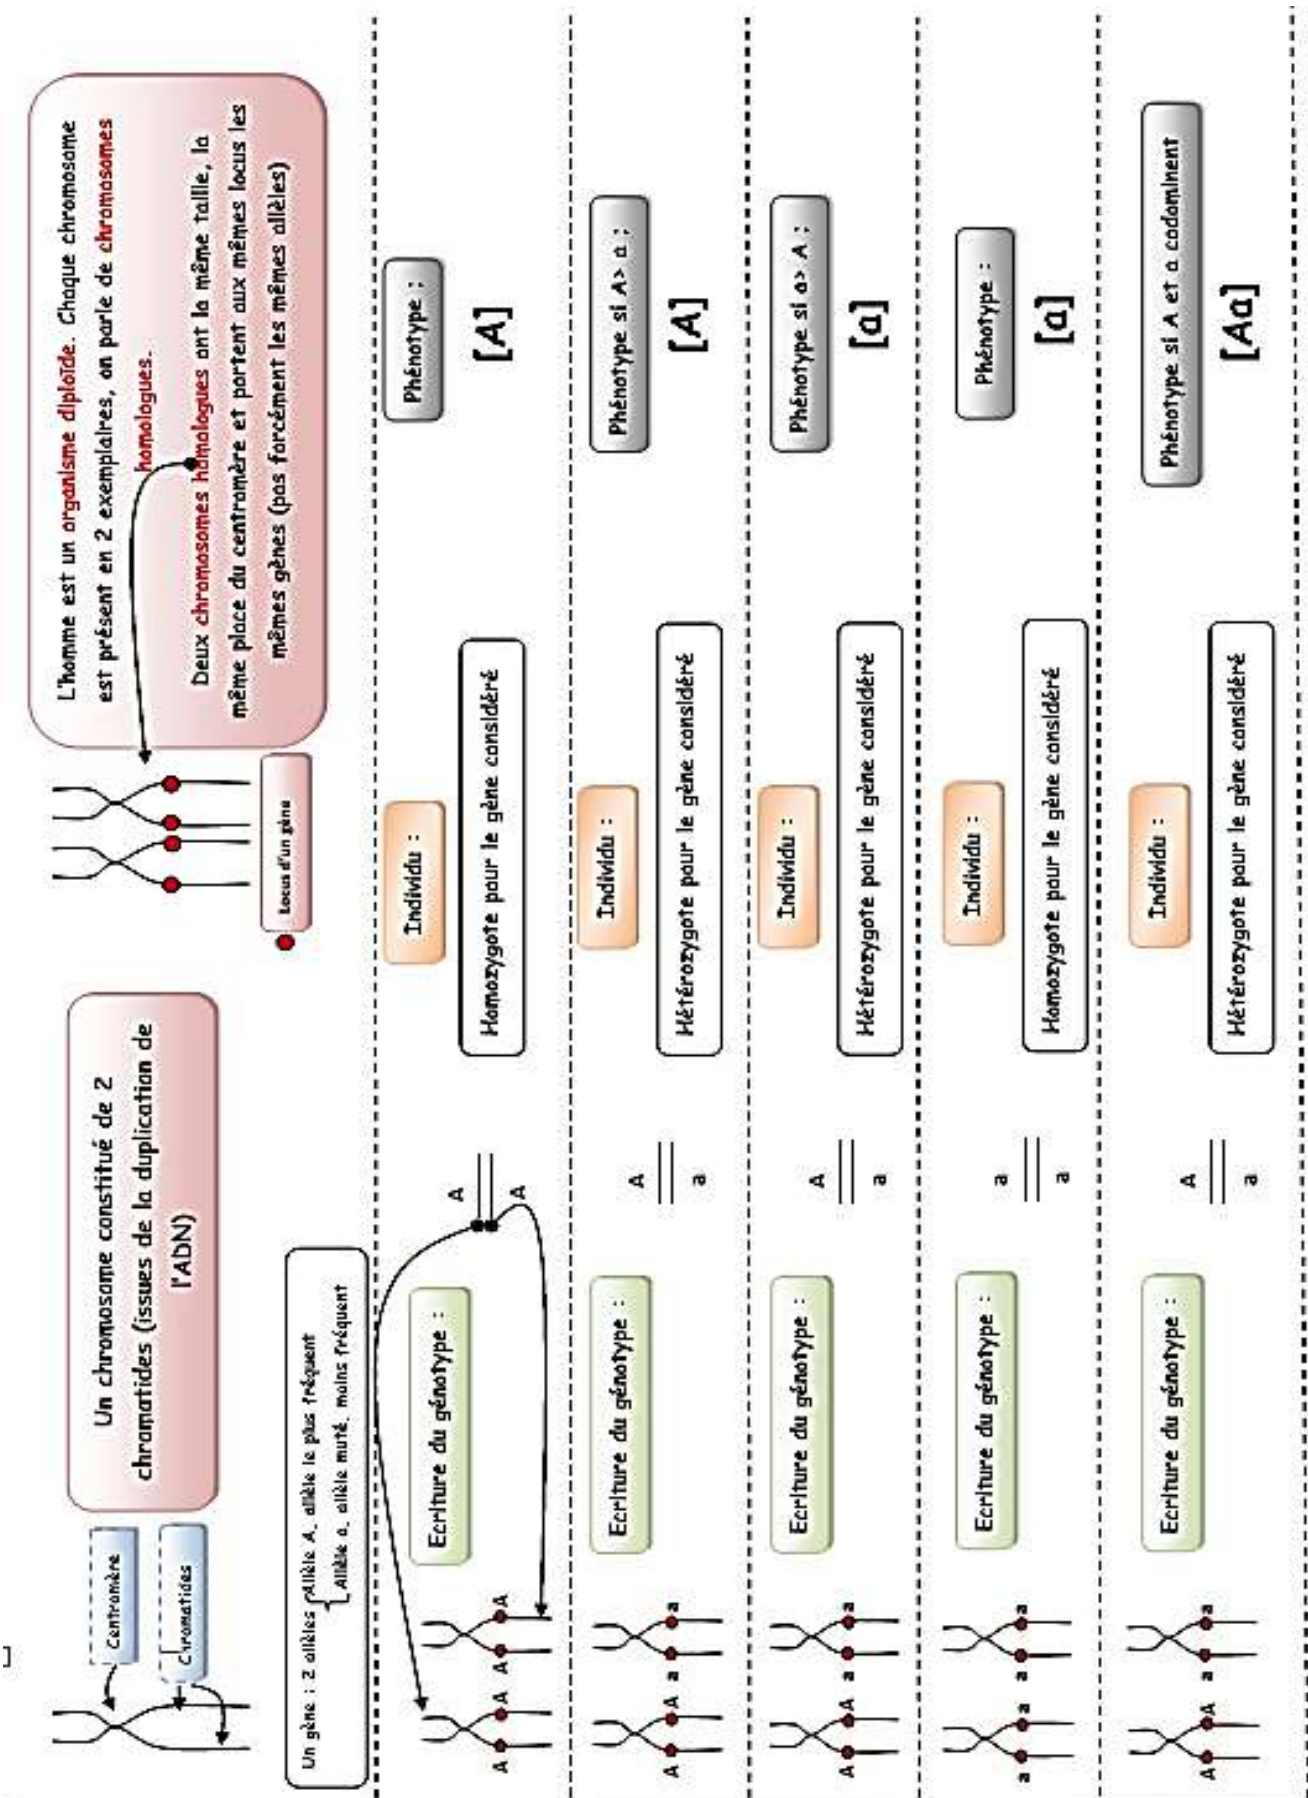 Centromère
Chromatides
Un chromosome constitué de 2
chromatides (issues de la duplication de
l'ADN)
Locus d'un gène
L'homme est un organisme diploïde. Chaque chromosome
est présent en 2 exemplaires, on parle de chromosomes
homologues.
Deux chromosomes homologues ont la même taille, la
même place du centromère et portent aux mêmes locus les
mêmes gènes (pas forcément les mêmes allèles)
Un gène : 2 allèles
Allèle A, allèle le plus fréquent
Allèle a, allèle muté, moins fréquent
A A A A
Ecriture du génotype :
A
A
Individu :
Homozygote pour le gène considéré
Phénotype :
[A]
A A a a
Ecriture du génotype :
A
a
Individu :
Hétérozygote pour le gène considéré
Phénotype si A> a :
[A]
A A a a
Ecriture du génotype :
A
a
Individu :
Hétérozygote pour le gène considéré
Phénotype si a> A :
[a]
a a a a
Ecriture du génotype :
a
a
Individu :
Homozygote pour le gène considéré
Phénotype :
[a]
A A a a
Ecriture du génotype :
A
a
Individu :
Hétérozygote pour le gène considéré
Phénotype si A et a codominent
[Aa]